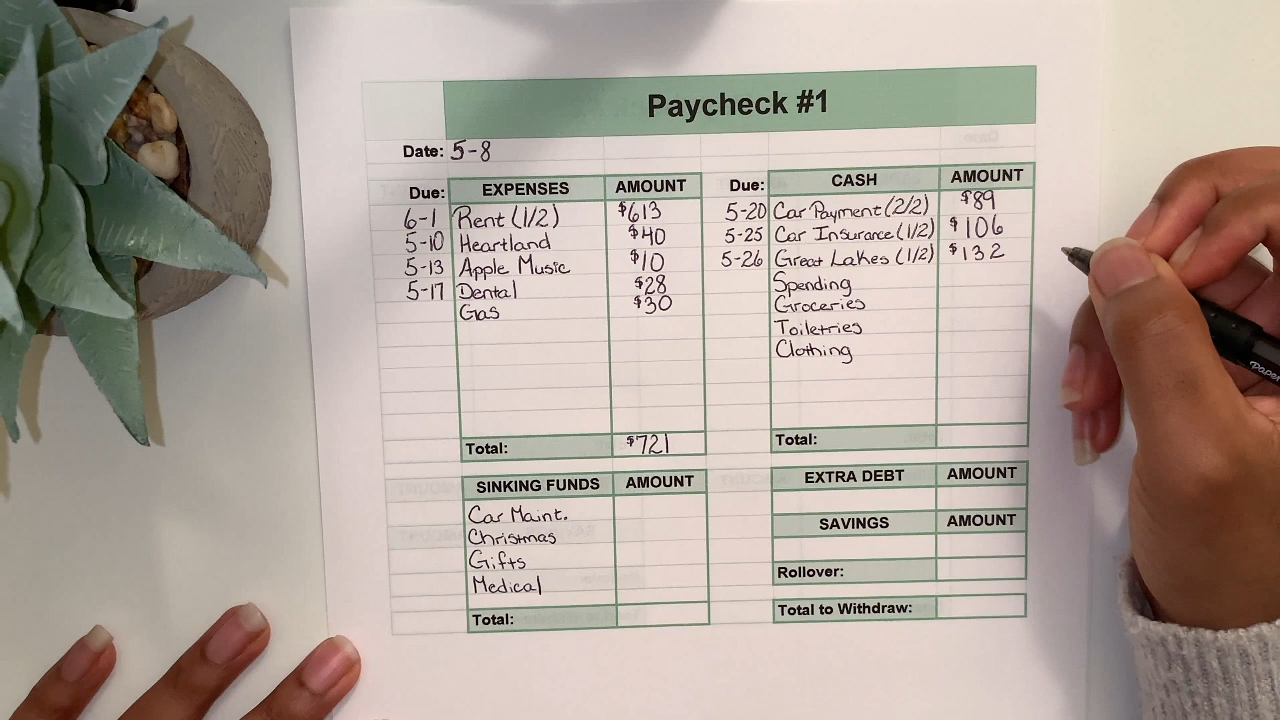 Paycheck #1
Date: 5-8
Due: EXPENSES AMOUNT
6-1 Rent (1/2) $613
5-10 Heartland $40
5-13 Apple Music $10
5-17 Dental $28
Gas $30
Total: $721
Due: CASH AMOUNT
5-20 Car Payment (2/2) $89
5-25 Car Insurance (1/2) $106
5-26 Great Lakes (1/2) $132
Spending
Groceries
Toiletries
Clothing
Total:
SINKING FUNDS AMOUNT
Car Maint.
Christmas
Gifts
Medical
Total:
EXTRA DEBT AMOUNT
SAVINGS AMOUNT
Rollover:
Total to Withdraw: